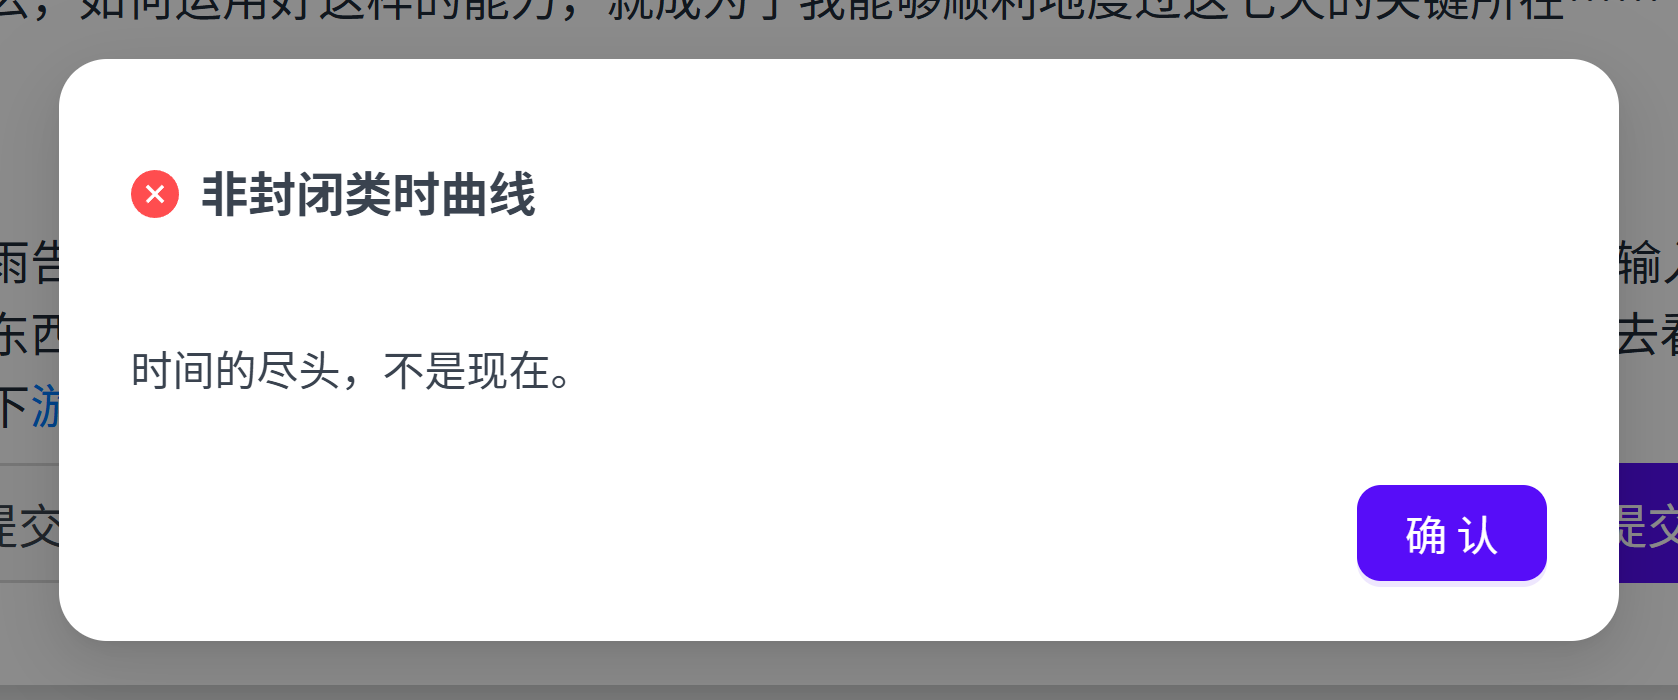 么，如何运用好这样的能力，就成为了我能够顺利地度过这七天的关键所在……
非封闭类时曲线
雨告
输入
时间的尽头，不是现在。
东西
去看
下游
提交
确认
提交